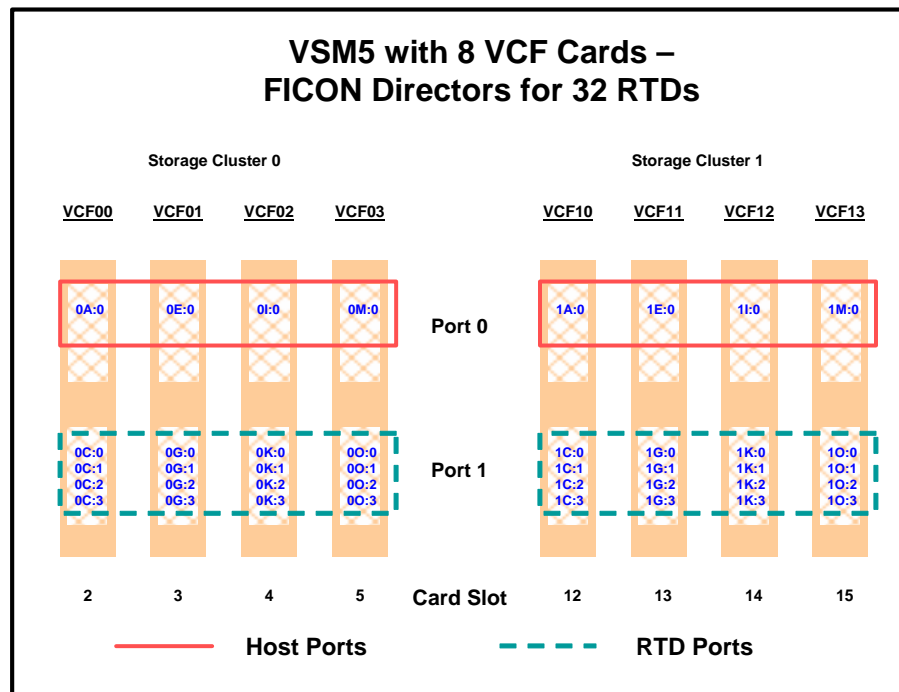 VSM5 with 8 VCF Cards –
FICON Directors for 32 RTDs
Storage Cluster 0 Storage Cluster 1
VCF00 VCF01 VCF02 VCF03 VCF10 VCF11 VCF12 VCF13
0A:0 0E:0 0I:0 0M:0 1A:0 1E:0 1I:0 1M:0
Port 0
0C:0 0G:0 0K:0 0O:0 1C:0 1G:0 1K:0 1O:0
0C:1 0G:1 0K:1 0O:1 1C:1 1G:1 1K:1 1O:1
Port 1
0C:2 0G:2 0K:2 0O:2 1C:2 1G:2 1K:2 1O:2
0C:3 0G:3 0K:3 0O:3 1C:3 1G:3 1K:3 1O:3
2 3 4 5 Card Slot 12 13 14 15
Host Ports RTD Ports